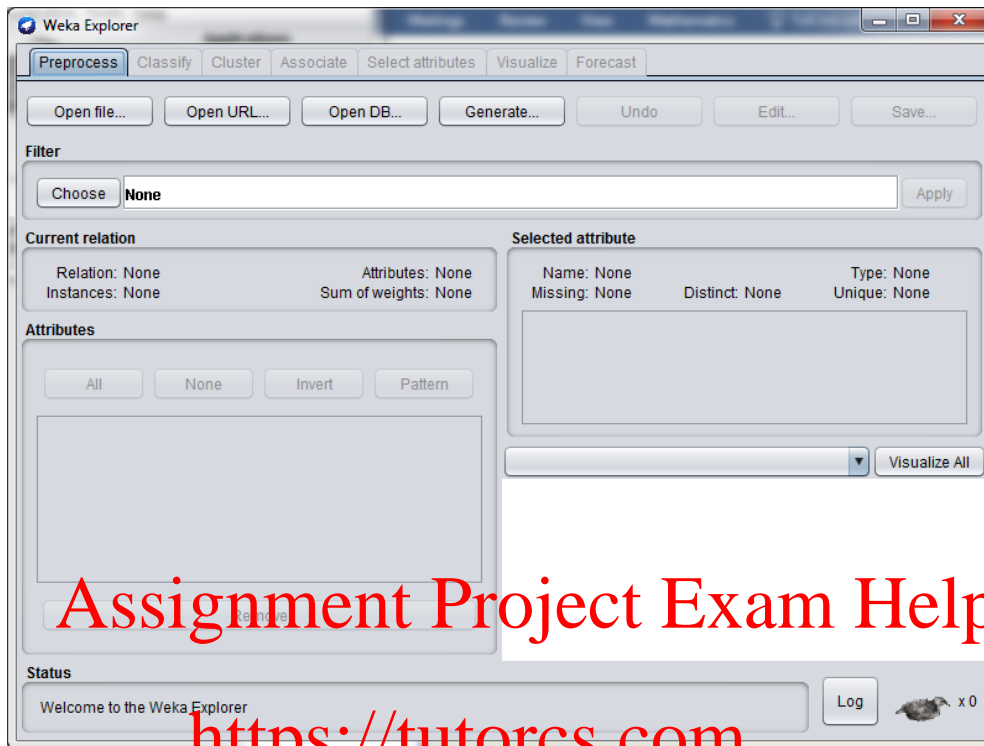 Weka Explorer
Preprocess Classify Cluster Associate Select attributes Visualize Forecast
Open file... Open URL... Open DB... Generate... Undo Edit... Save...
Filter
Choose None Apply
Current relation
Relation: None Attributes: None
Instances: None Sum of weights: None
Selected attribute
Name: None Type: None
Missing: None Distinct: None Unique: None
Attributes
All None Invert Pattern
Visualize All
Remove
Assignment Project Exam Help
Status
Welcome to the Weka Explorer
Log x 0
https://tutorcs.com